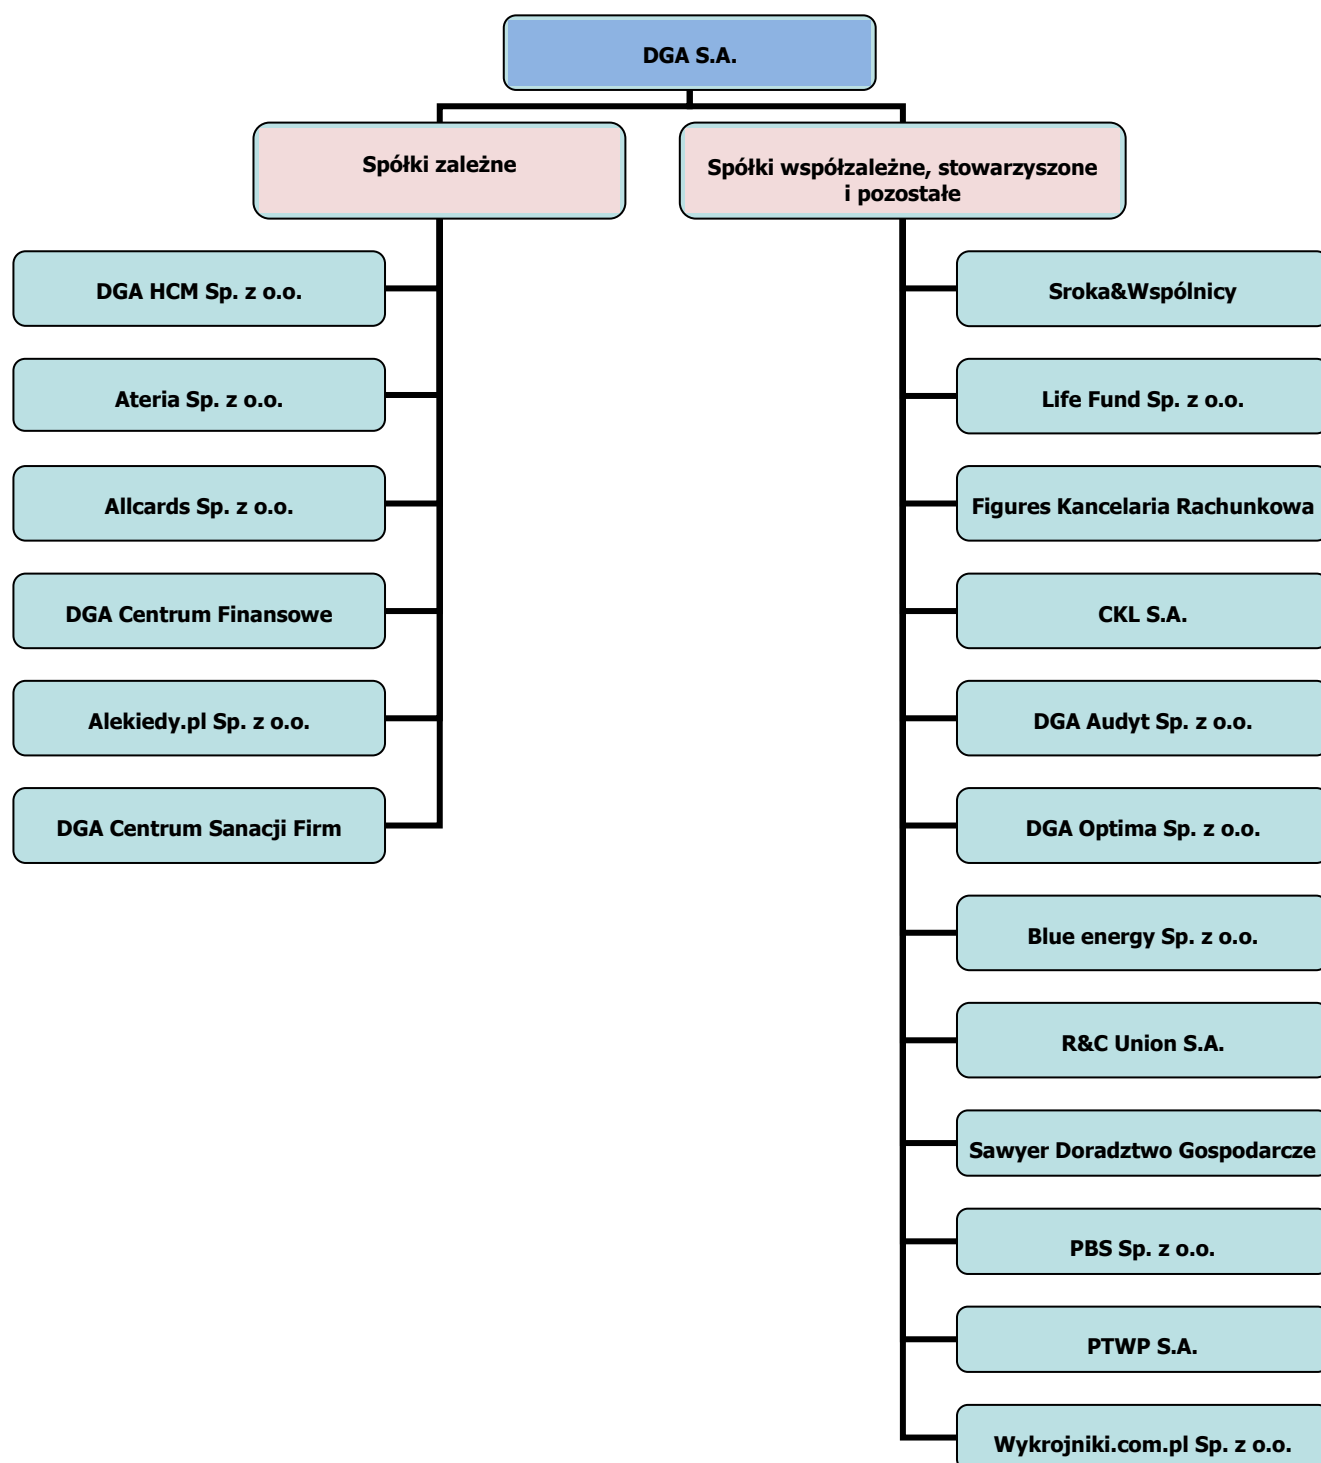 DGA S.A.
Spółki zależne
Spółki współzależne, stowarzyszone
i pozostałe
DGA HCM Sp. z o.o.
Ateria Sp. z o.o.
Allcards Sp. z o.o.
DGA Centrum Finansowe
Alekiedy.pl Sp. z o.o.
DGA Centrum Sanacji Firm
Sroka&Wspólnicy
Life Fund Sp. z o.o.
Figures Kancelaria Rachunkowa
CKL S.A.
DGA Audyt Sp. z o.o.
DGA Optima Sp. z o.o.
Blue energy Sp. z o.o.
R&C Union S.A.
Sawyer Doradztwo Gospodarcze
PBS Sp. z o.o.
PTWP S.A.
Wykrojniki.com.pl Sp. z o.o.